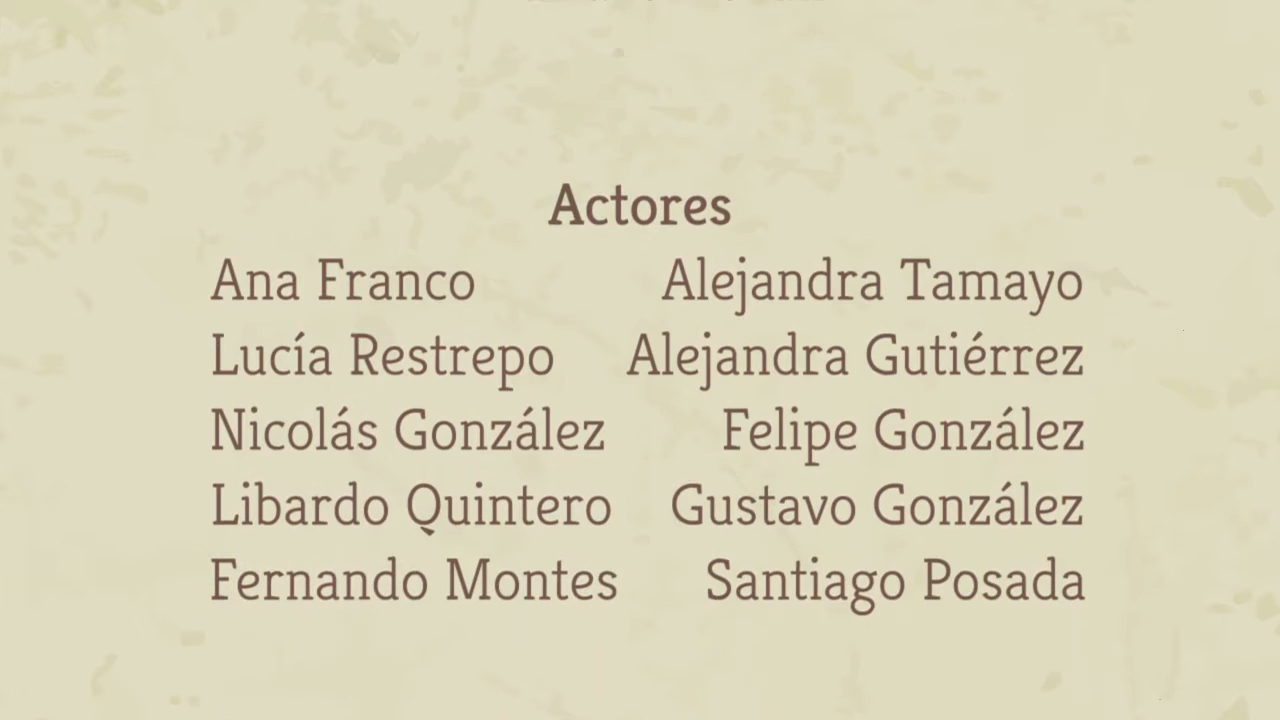 Actores
Ana Franco Alejandra Tamayo
Lucía Restrepo Alejandra Gutiérrez
Nicolás González Felipe González
Libardo Quintero Gustavo González
Fernando Montes Santiago Posada